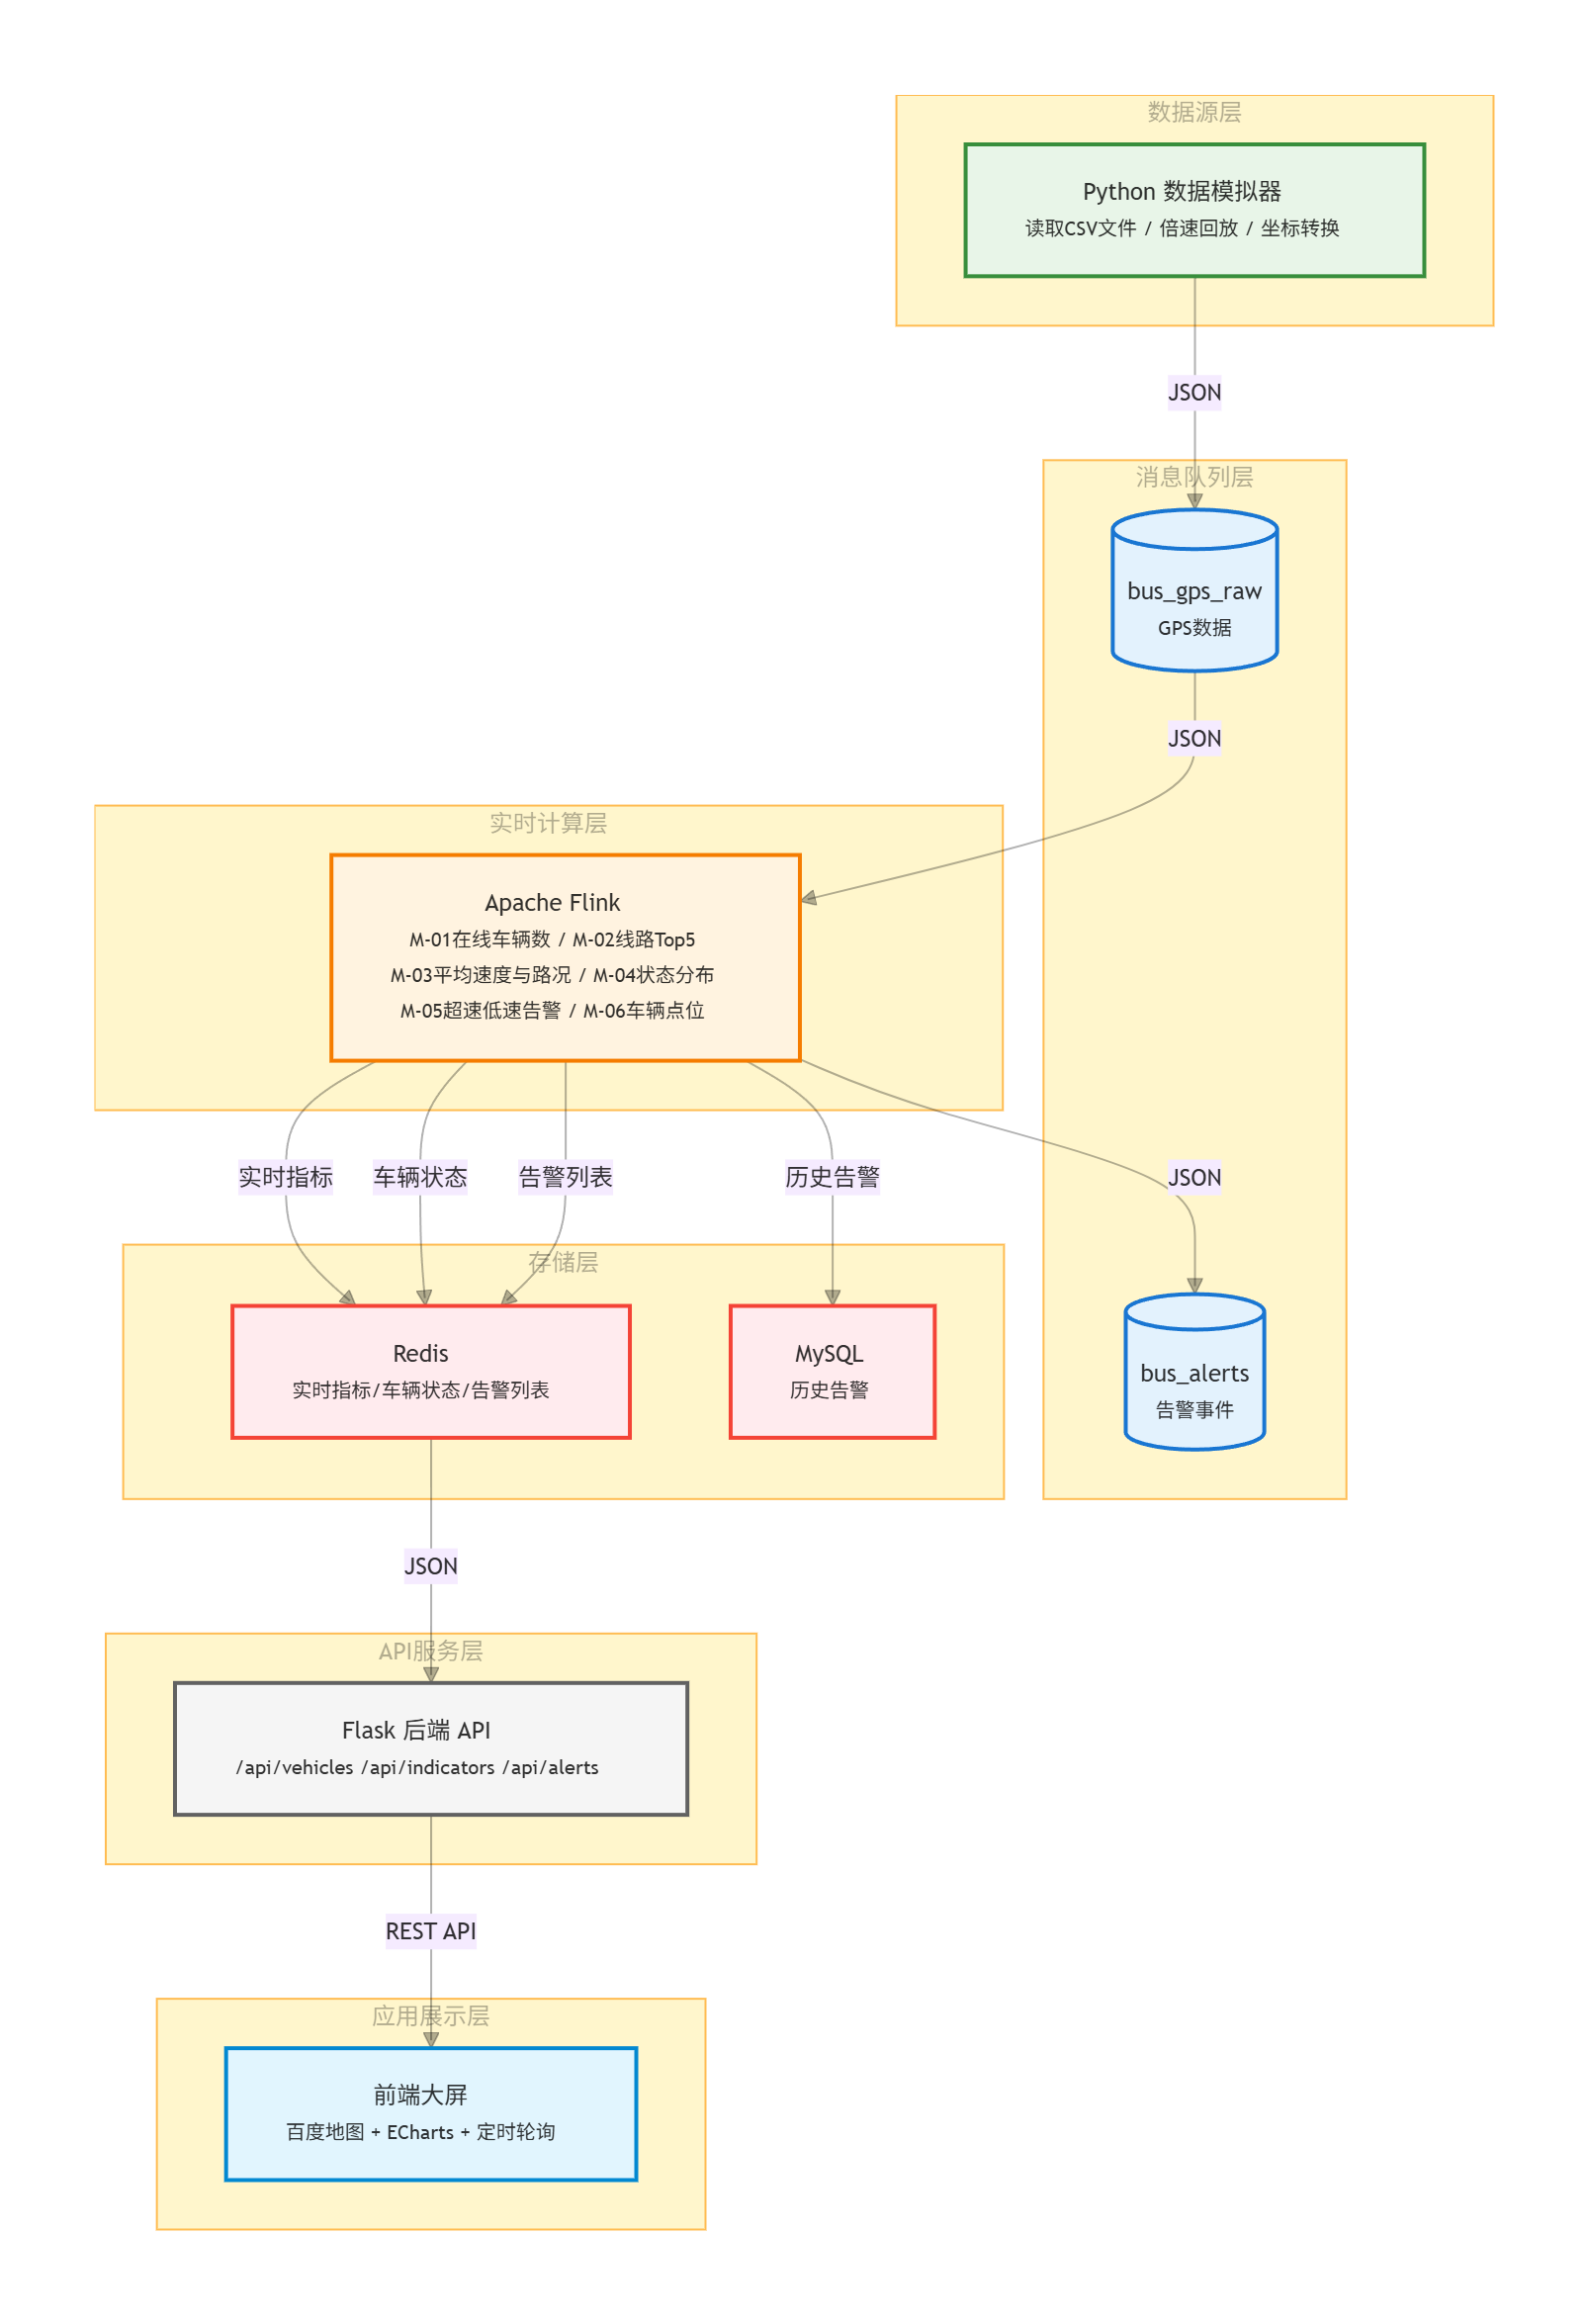 数据源层
Python 数据模拟器
读取CSV文件 / 倍速回放 / 坐标转换
JSON
消息队列层
bus_gps_raw
GPS数据
JSON
实时计算层
Apache Flink
M-01在线车辆数 / M-02线路Top5
M-03平均速度与路况 / M-04状态分布
M-05超速低速告警 / M-06车辆点位
实时指标
车辆状态
告警列表
历史告警
JSON
存储层
Redis
实时指标/车辆状态/告警列表
MySQL
历史告警
bus_alerts
告警事件
JSON
API服务层
Flask 后端 API
/api/vehicles /api/indicators /api/alerts
REST API
应用展示层
前端大屏
百度地图 + ECharts + 定时轮询